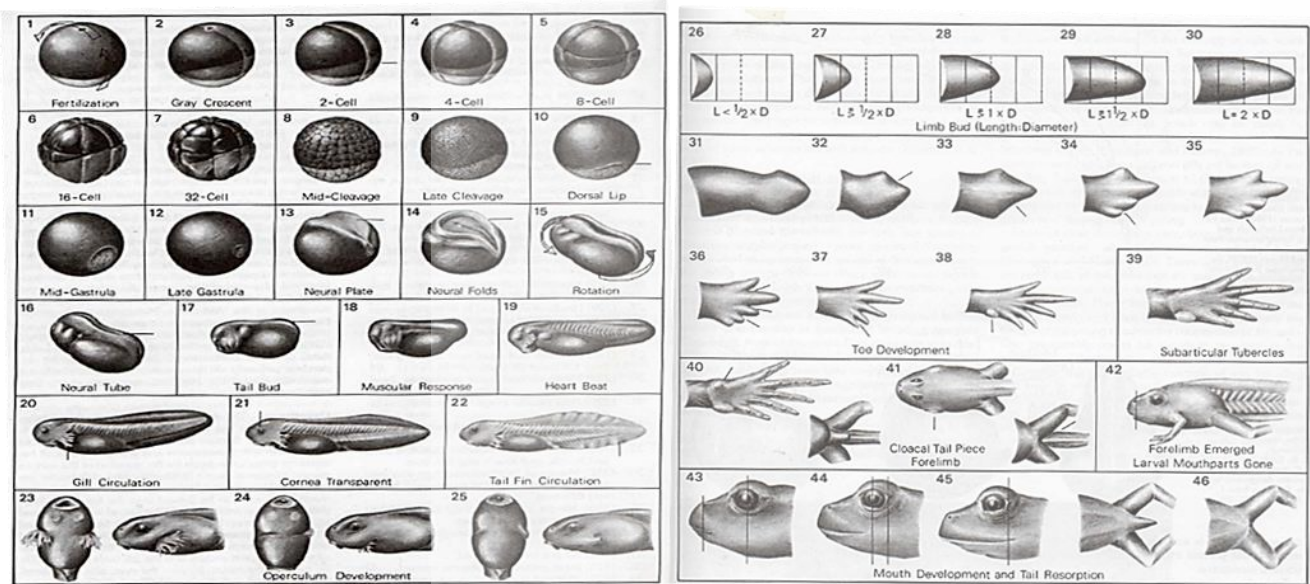 1 2 3 4 5
Fertilization Gray Crescent 2-Cell 4-Cell 8-Cell
6 7 8 9 10
16-Cell 32-Cell Mid-Cleavage Late Cleavage Dorsal Lip
11 12 13 14 15
Mid-Gastrula Late Gastrula Neural Plate Neural Folds Rotation
16 17 18 19
Neural Tube Tail Bud Muscular Response Heart Beat
20 21 22
Gill Circulation Cornea Transparent Tail Fin Circulation
23 24 25
Operculum Development
26 27 28 29 30
L < 1/2 × D L ≦ 1/2 × D L ≦ 1 × D L ≦ 1 1/2 × D L = 2 × D
Limb Bud (Length:Diameter)
31 32 33 34 35
36 37 38 39
Toe Development Subarticular Tubercles
40 41 42
Cloacal Tail Piece
Forelimb
Forelimb Emerged
Larval Mouthparts Gone
43 44 45 46
Mouth Development and Tail Resorption